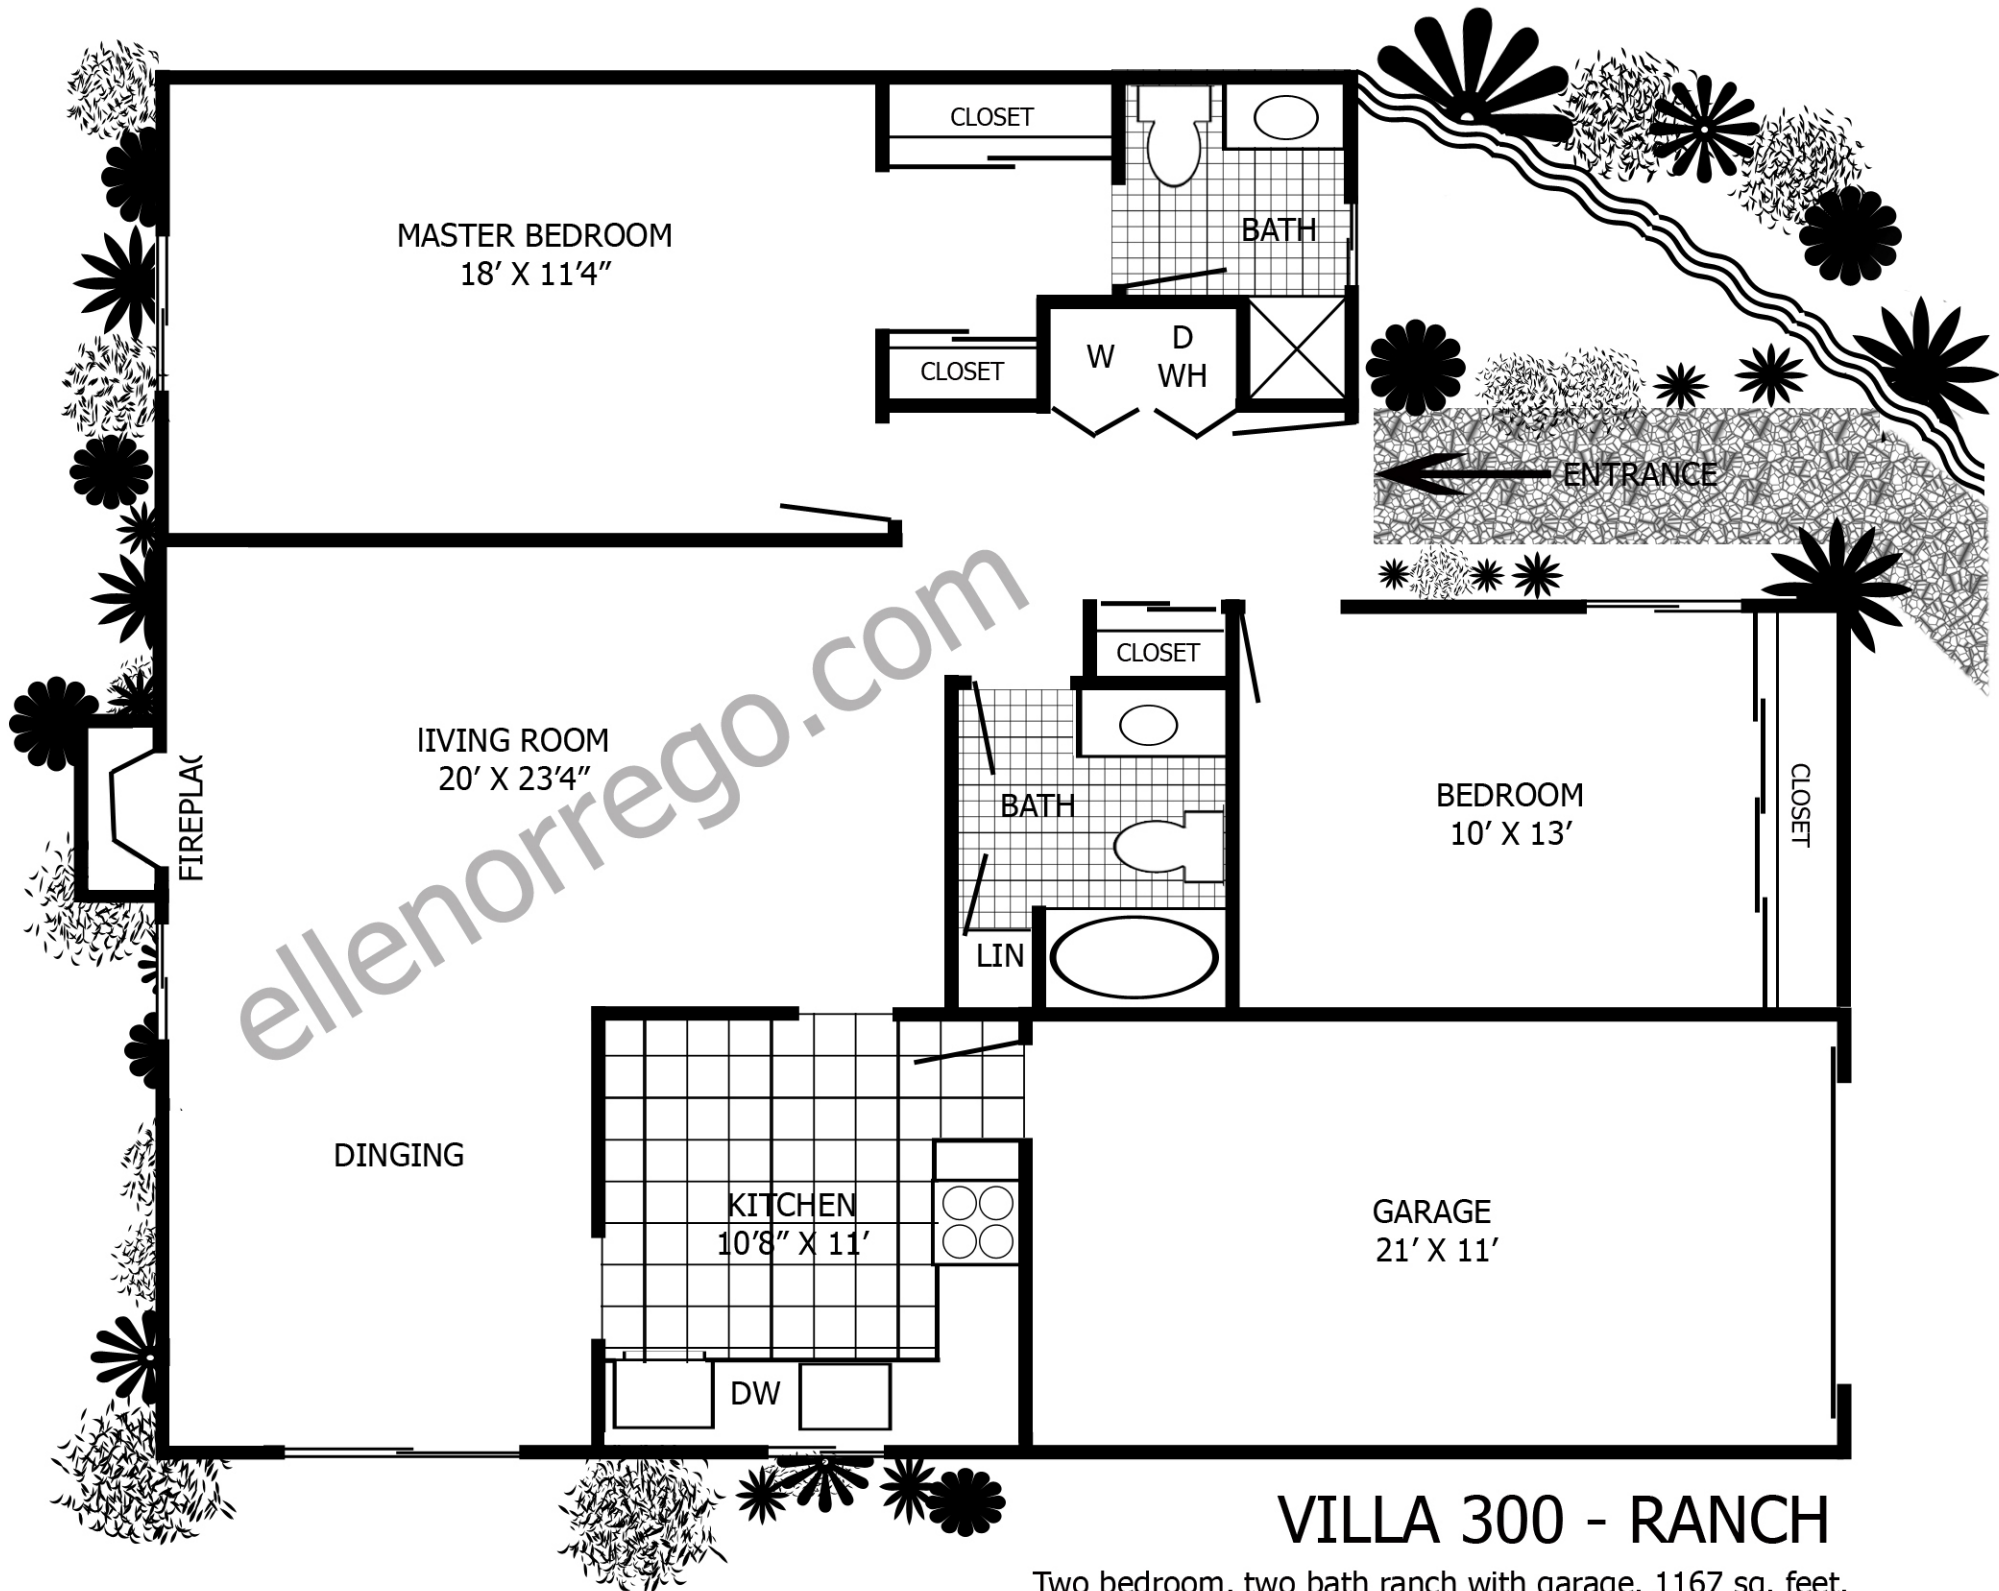 CLOSET
MASTER BEDROOM
18' X 11'4"
BATH
CLOSET
W
D
WH
ENTRANCE
CLOSET
lIVING ROOM
20' X 23'4"
FIREPLAC
BATH
BEDROOM
10' X 13'
CLOSET
LIN
ellenorrego.com
DINGING
KITCHEN
10'8" X 11'
GARAGE
21' X 11'
DW
VILLA 300 - RANCH
Two bedroom, two bath ranch with garage. 1167 sq. feet.